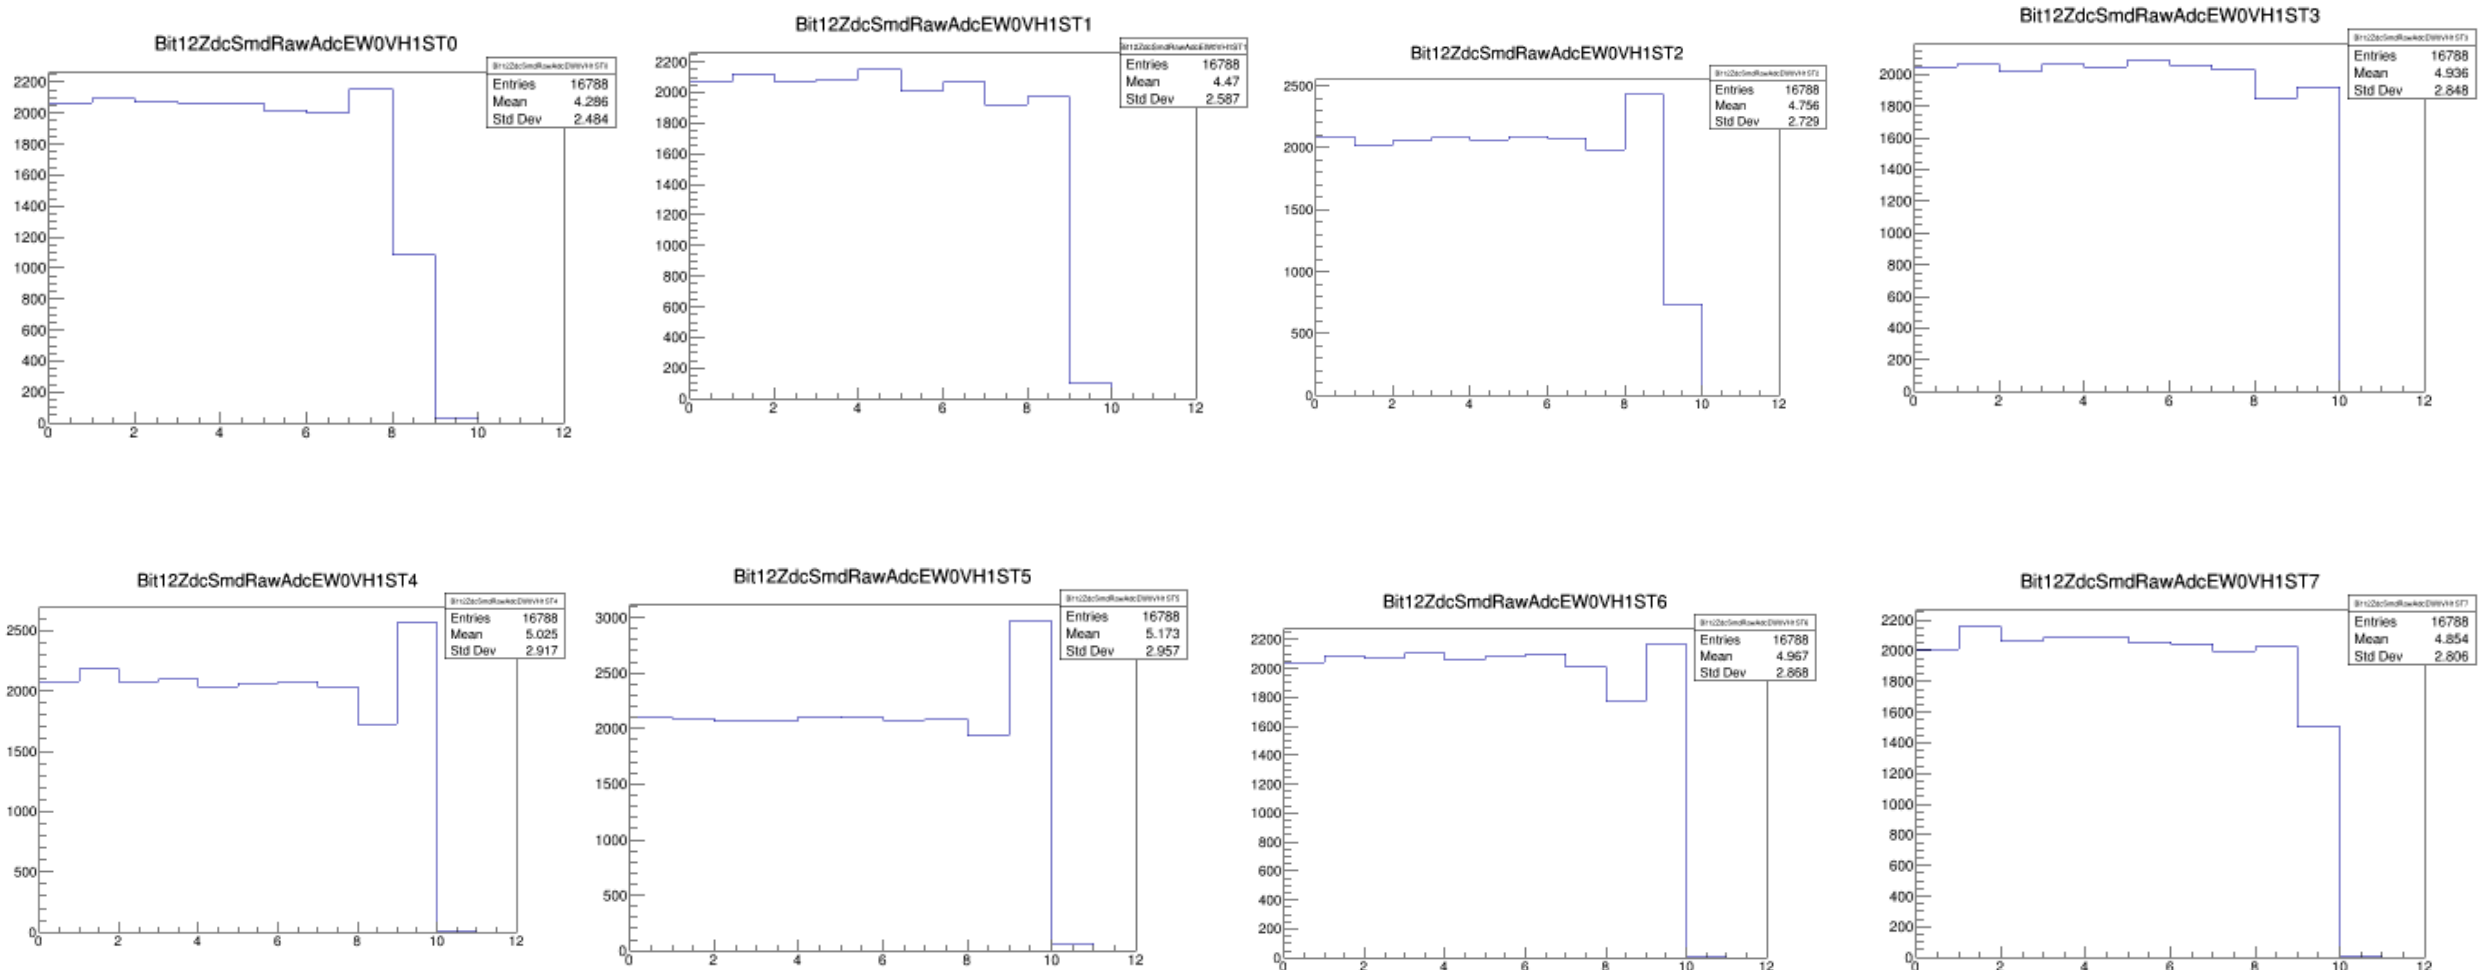 Bit12ZdcSmdRawAdcEW0VH1ST0
Bit12ZdcSmdRawAdcEW0VH1ST0
Entries 16788
Mean 4.286
Std Dev 2.484
2200
2000
1800
1600
1400
1200
1000
800
600
400
200
0
0 2 4 6 8 10 12
Bit12ZdcSmdRawAdcEW0VH1ST1
Bit12ZdcSmdRawAdcEW0VH1ST1
Entries 16788
Mean 4.47
Std Dev 2.587
2200
2000
1800
1600
1400
1200
1000
800
600
400
200
0
0 2 4 6 8 10 12
Bit12ZdcSmdRawAdcEW0VH1ST2
Bit12ZdcSmdRawAdcEW0VH1ST2
Entries 16788
Mean 4.756
Std Dev 2.729
2500
2000
1500
1000
500
0
0 2 4 6 8 10 12
Bit12ZdcSmdRawAdcEW0VH1ST3
Bit12ZdcSmdRawAdcEW0VH1ST3
Entries 16788
Mean 4.936
Std Dev 2.848
2000
1800
1600
1400
1200
1000
800
600
400
200
0
0 2 4 6 8 10 12
Bit12ZdcSmdRawAdcEW0VH1ST4
Bit12ZdcSmdRawAdcEW0VH1ST4
Entries 16788
Mean 5.025
Std Dev 2.917
2500
2000
1500
1000
500
0
0 2 4 6 8 10 12
Bit12ZdcSmdRawAdcEW0VH1ST5
Bit12ZdcSmdRawAdcEW0VH1ST5
Entries 16788
Mean 5.173
Std Dev 2.957
3000
2500
2000
1500
1000
500
0
0 2 4 6 8 10 12
Bit12ZdcSmdRawAdcEW0VH1ST6
Bit12ZdcSmdRawAdcEW0VH1ST6
Entries 16788
Mean 4.967
Std Dev 2.868
2200
2000
1800
1600
1400
1200
1000
800
600
400
200
0
0 2 4 6 8 10 12
Bit12ZdcSmdRawAdcEW0VH1ST7
Bit12ZdcSmdRawAdcEW0VH1ST7
Entries 16788
Mean 4.854
Std Dev 2.806
2200
2000
1800
1600
1400
1200
1000
800
600
400
200
0
0 2 4 6 8 10 12